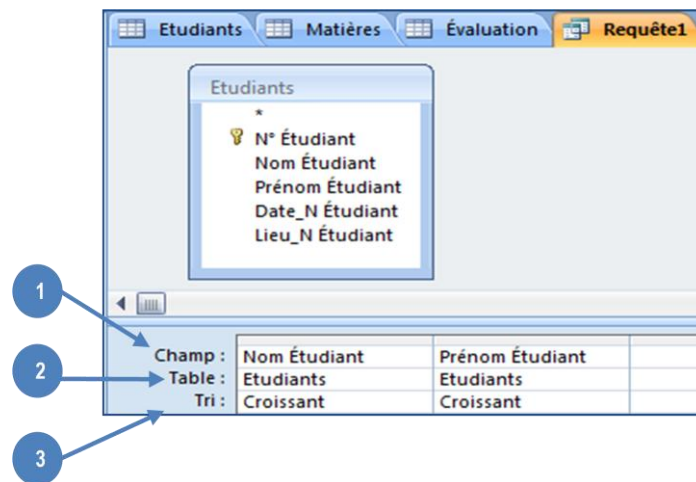 Etudiants Matières Évaluation Requête1
Etudiants
*
N° Étudiant
Nom Étudiant
Prénom Étudiant
Date_N Étudiant
Lieu_N Étudiant
1
Champ : Nom Étudiant Prénom Étudiant
2
Table : Etudiants Etudiants
Tri : Croissant Croissant
3